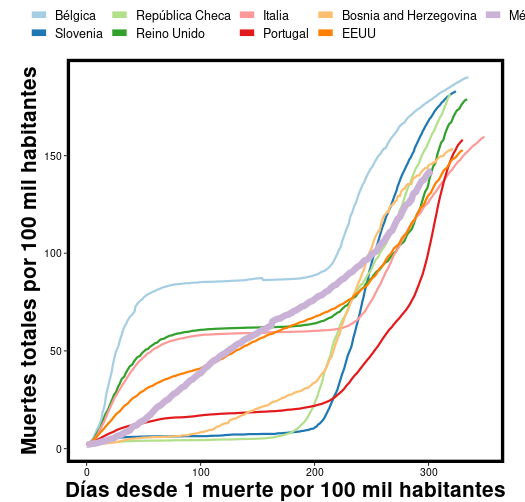 Bélgica República Checa Italia Bosnia and Herzegovina Mé
Slovenia Reino Unido Portugal EEUU
Muertes totales por 100 mil habitantes
150
100
50
0
0 100 200 300
Días desde 1 muerte por 100 mil habitantes